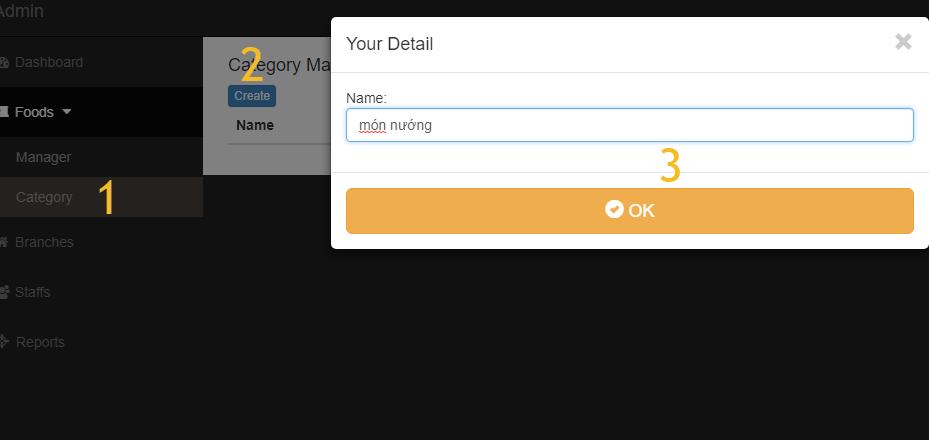 Admin
Dashboard
Foods
Manager
Category
1
Branches
Staffs
Reports
Category Ma
2
Create
Name
Your Detail
Name:
món nướng
3
OK